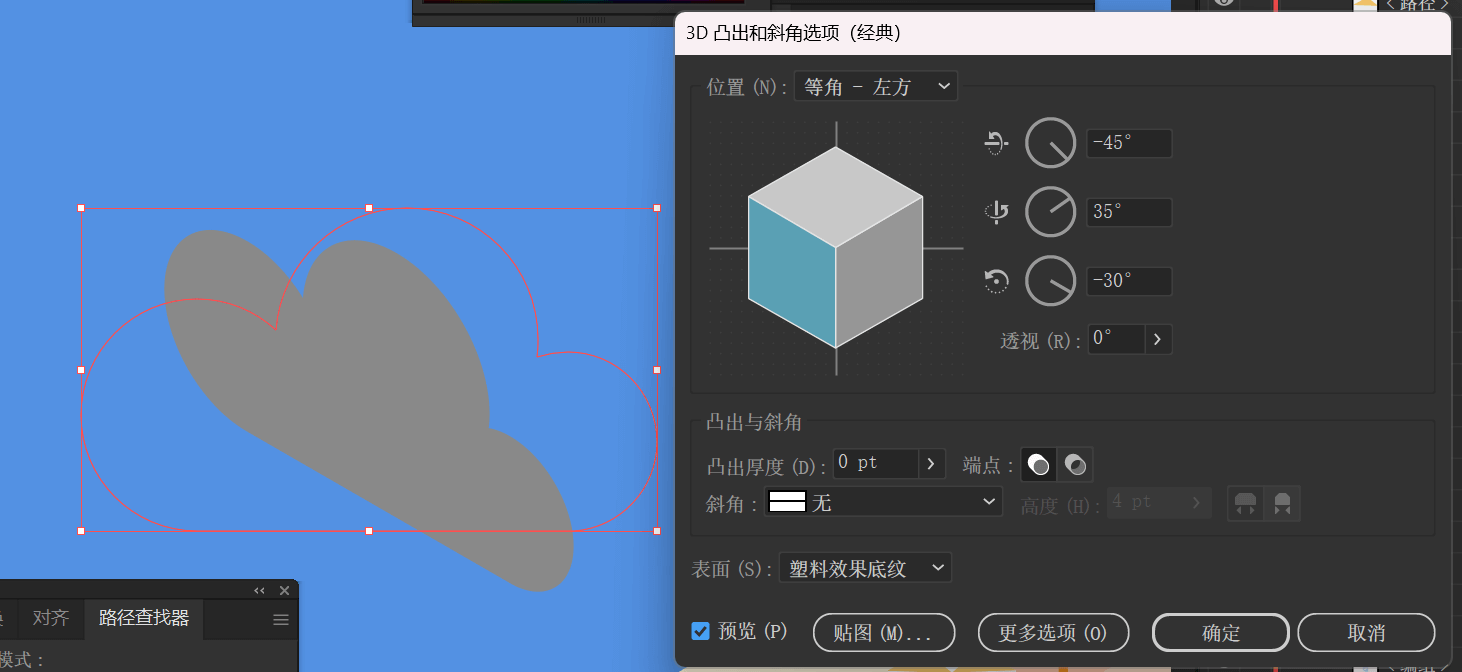 < 路径 >
3D 凸出和斜角选项（经典）
位置 (N): 等角 - 左方
-45°
35°
-30°
透视 (R): 0°
凸出与斜角
凸出厚度 (D): 0 pt 端点:
斜角: 无 高度 (H): 4 pt
表面 (S): 塑料效果底纹
预览 (P) 贴图 (M)... 更多选项 (O) 确定 取消
对齐 路径查找器
模式:
< 编组 >